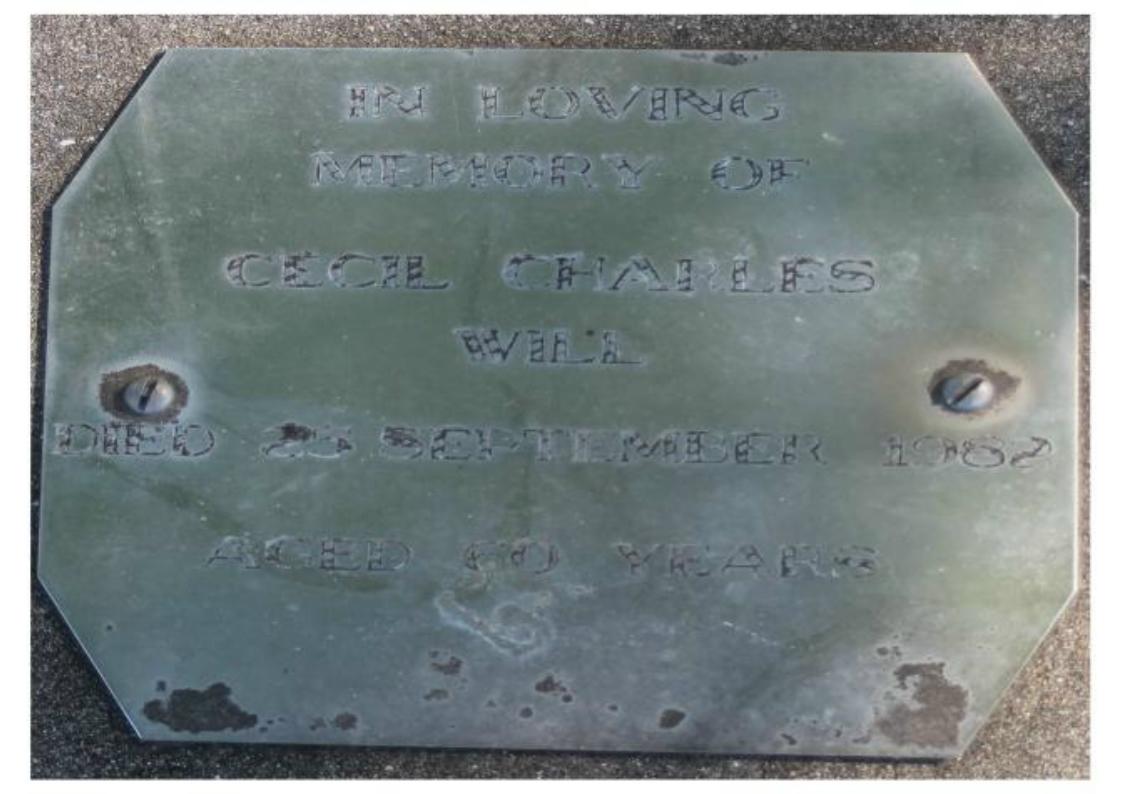 IN LOVING
MEMORY OF
CECIL CHARLES
WILL
DIED 25 SEPTEMBER 1982
AGED 60 YEARS